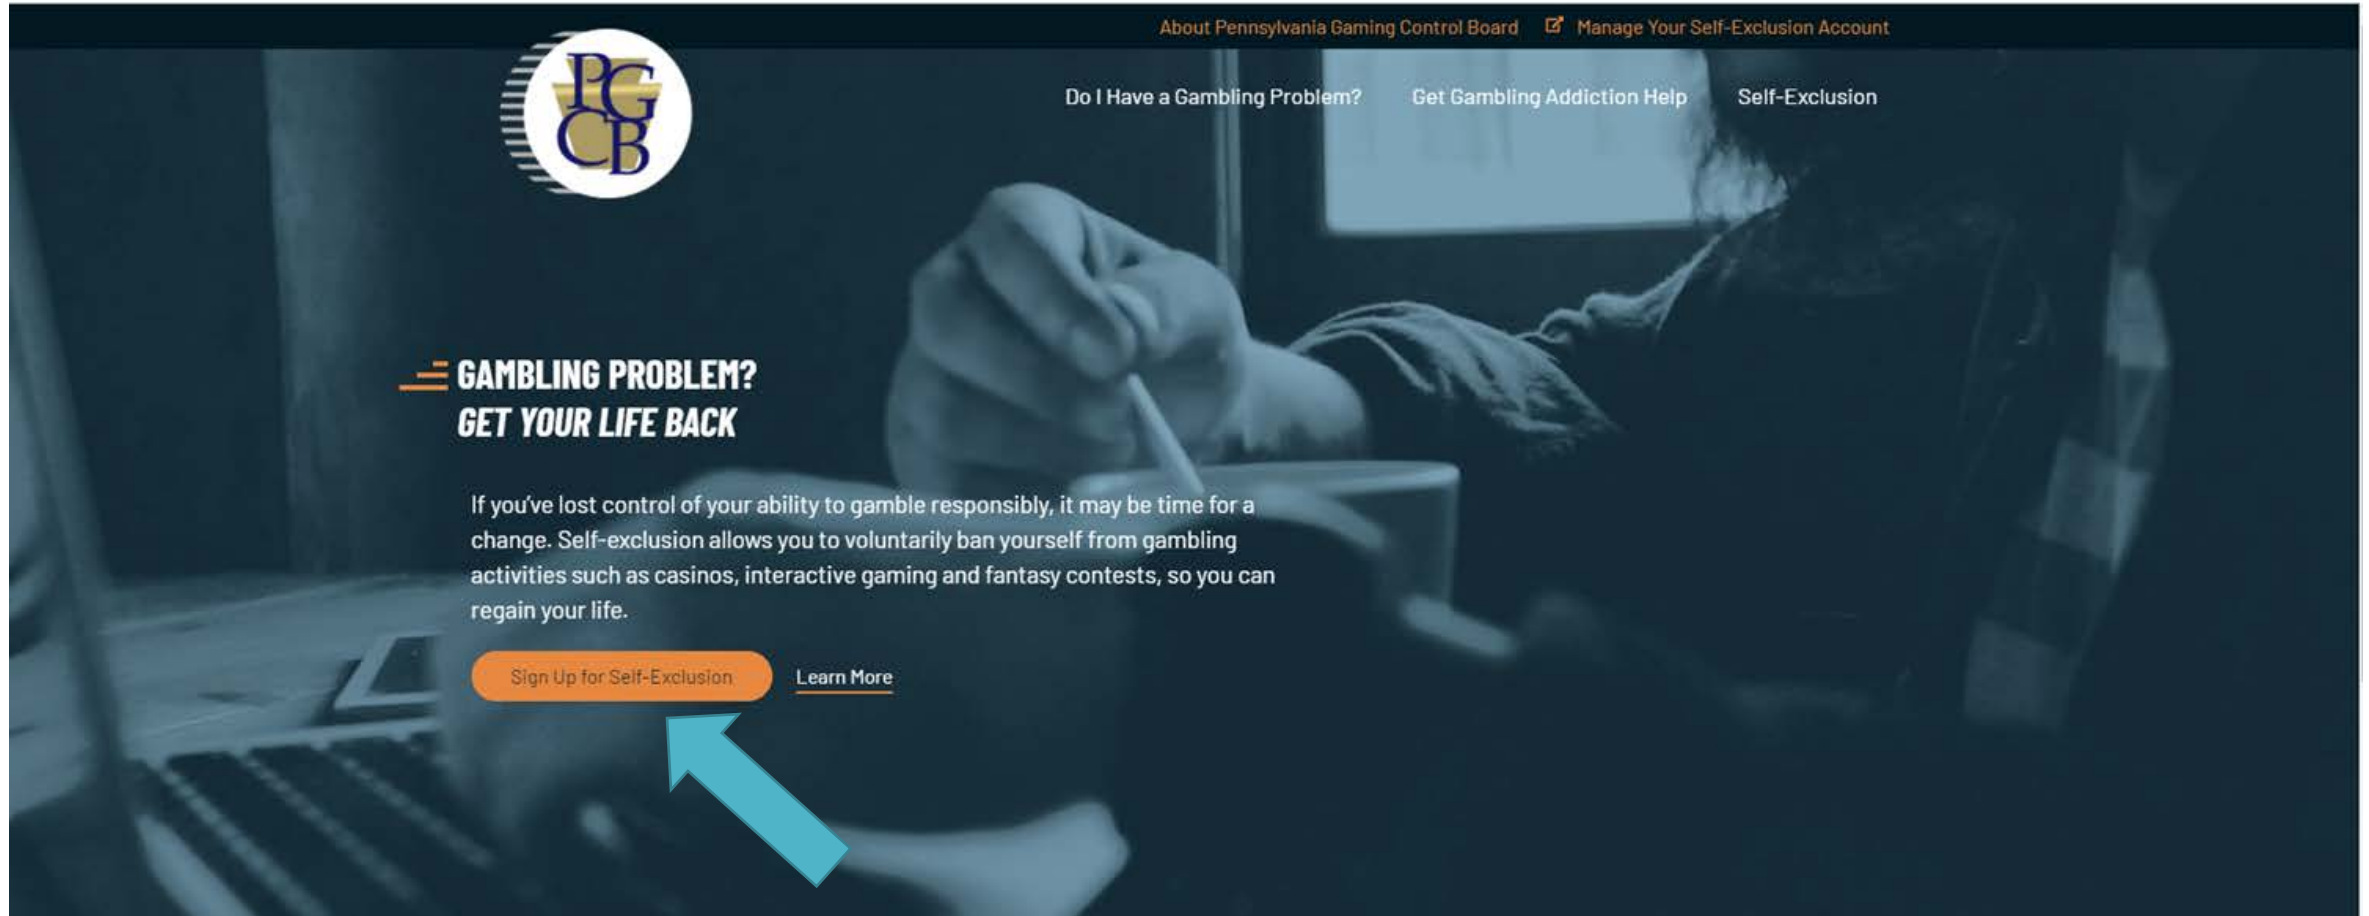 About Pennsylvania Gaming Control Board Manage Your Self-Exclusion Account
PG
CB
Do I Have a Gambling Problem? Get Gambling Addiction Help Self-Exclusion
GAMBLING PROBLEM?
GET YOUR LIFE BACK
If you've lost control of your ability to gamble responsibly, it may be time for a
change. Self-exclusion allows you to voluntarily ban yourself from gambling
activities such as casinos, interactive gaming and fantasy contests, so you can
regain your life.
Sign Up for Self-Exclusion Learn More